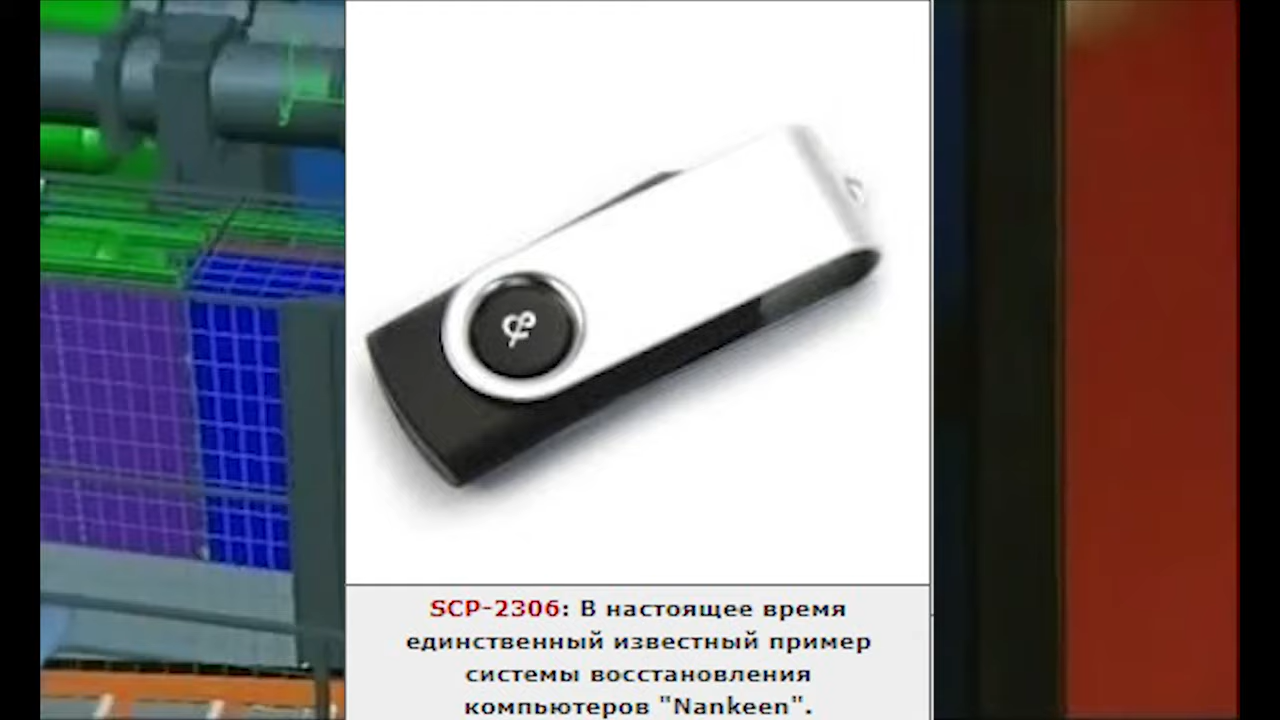 SCP-2306: В настоящее время
единственный известный пример
системы восстановления
компьютеров "Nankeen".